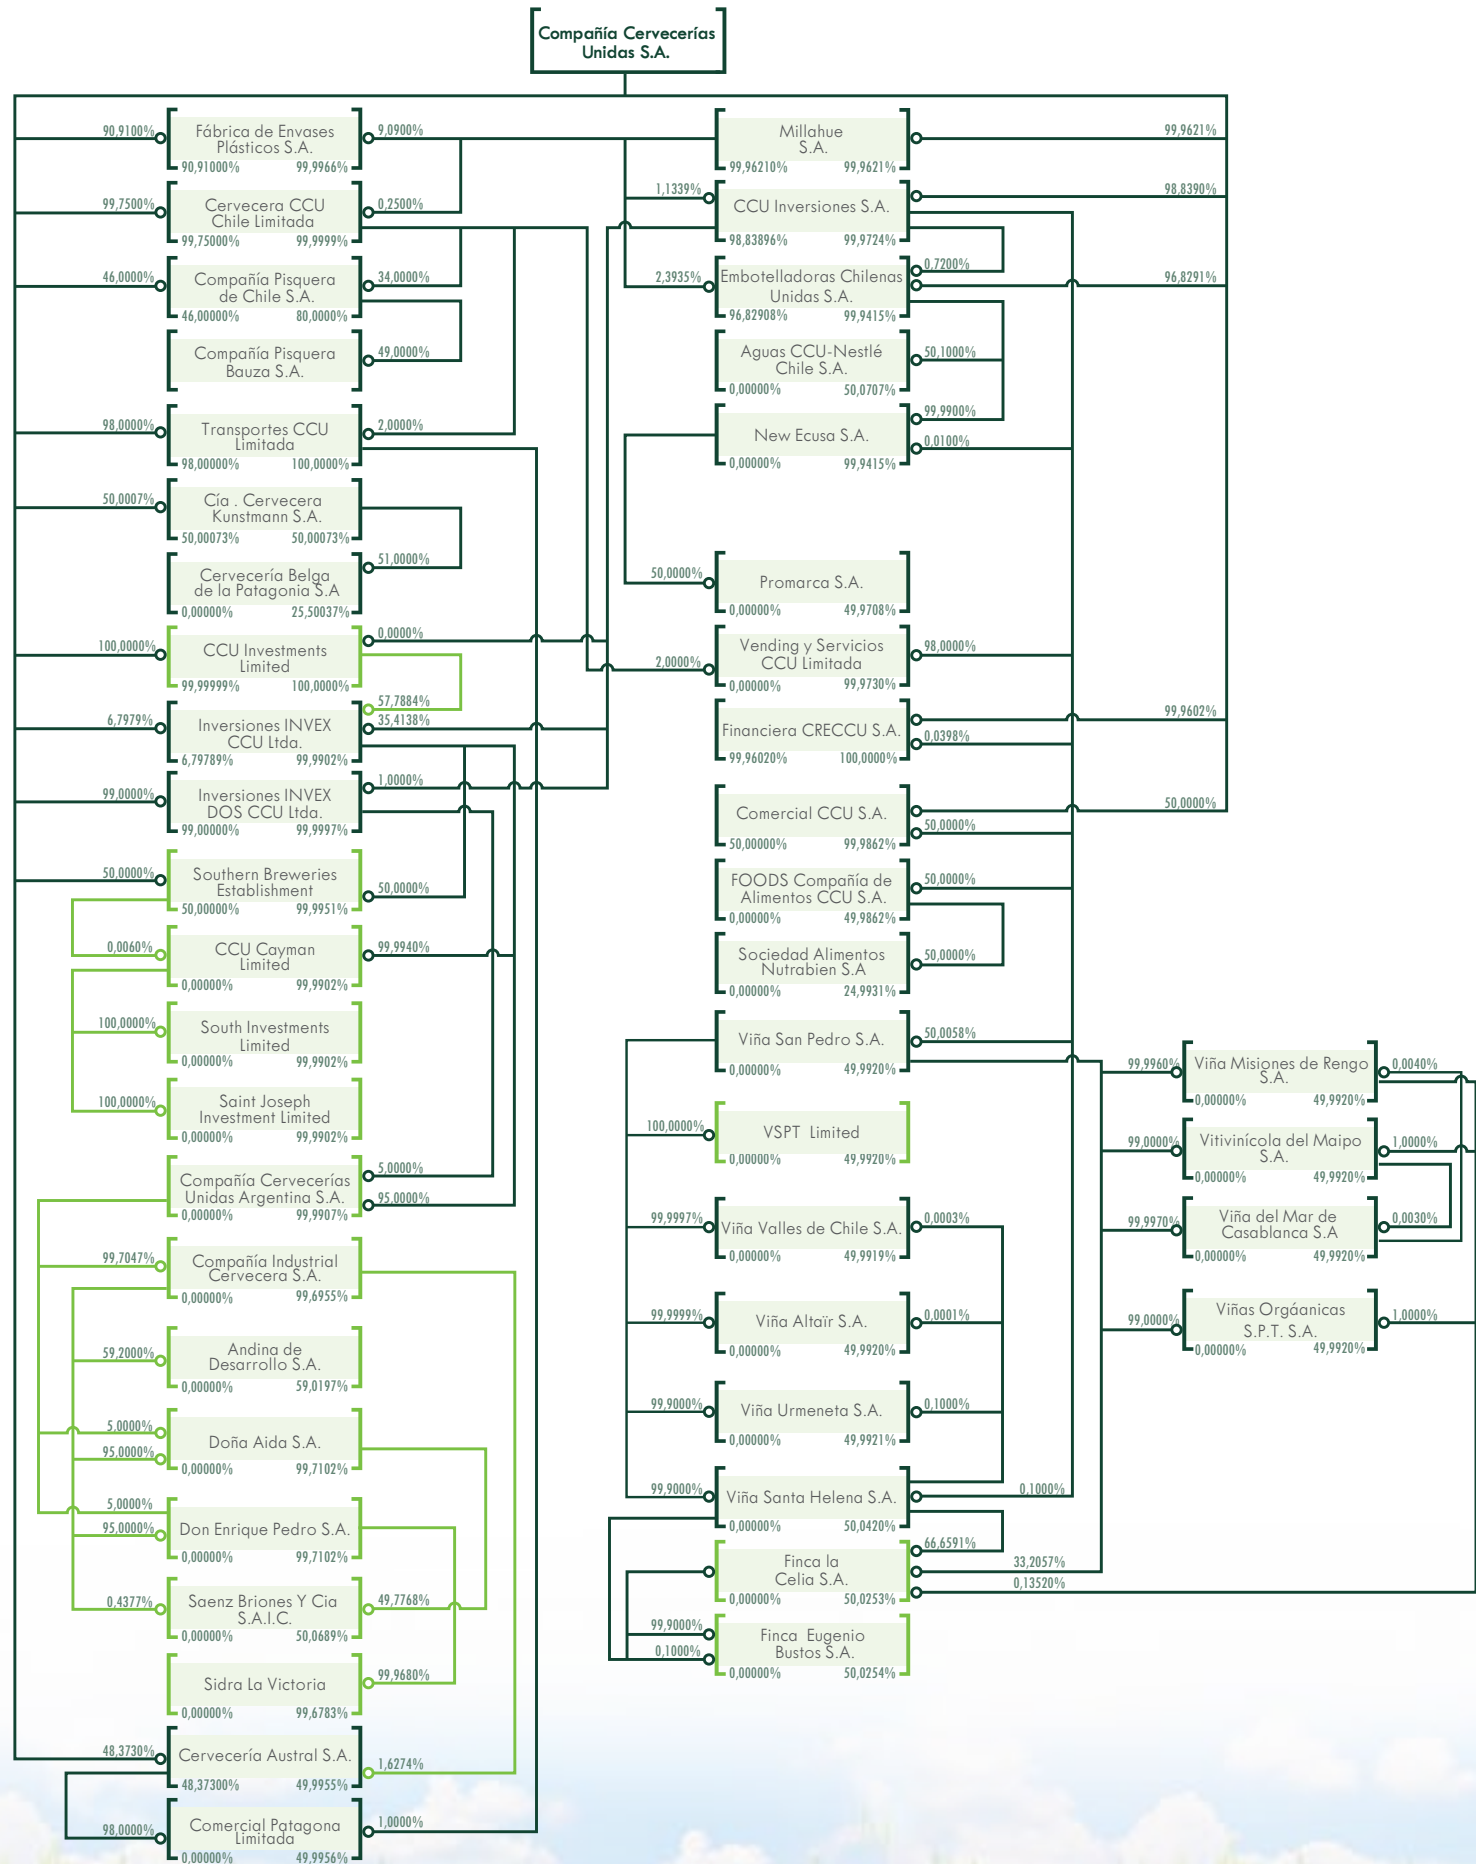 Compañía Cervecerías
Unidas S.A.
90,9100%
Fábrica de Envases
Plásticos S.A.
9,0900%
90,91000% 99,9966%
99,7500%
Cervecera CCU
Chile Limitada
0,2500%
99,75000% 99,9999%
46,0000%
Compañía Pisquera
de Chile S.A.
34,0000%
46,00000% 80,0000%
Compañía Pisquera
Bauza S.A.
49,0000%
98,0000%
Transportes CCU
Limitada
2,0000%
98,00000% 100,0000%
50,0007%
Cía . Cervecera
Kunstmann S.A.
50,00073% 50,00073%
51,0000%
Cervecería Belga
de la Patagonia S.A
0,00000% 25,50037%
100,0000%
CCU Investments
Limited
0,0000%
99,99999% 100,0000%
57,7884%
6,7979%
Inversiones INVEX
CCU Ltda.
35,4138%
6,79789% 99,9902%
99,0000%
Inversiones INVEX
DOS CCU Ltda.
1,0000%
99,00000% 99,9997%
50,0000%
Southern Breweries
Establishment
50,0000%
50,00000% 99,9951%
0,0060%
CCU Cayman
Limited
99,9940%
0,00000% 99,9902%
100,0000%
South Investments
Limited
0,00000% 99,9902%
100,0000%
Saint Joseph
Investment Limited
0,00000% 99,9902%
Compañía Cervecerías
Unidas Argentina S.A.
5,0000%
95,0000%
0,00000% 99,9907%
99,7047%
Compañía Industrial
Cervecera S.A.
0,00000% 99,6955%
59,2000%
Andina de
Desarrollo S.A.
0,00000% 59,0197%
5,0000%
95,0000%
Doña Aida S.A.
0,00000% 99,7102%
5,0000%
95,0000%
Don Enrique Pedro S.A.
0,00000% 99,7102%
0,4377%
Saenz Briones Y Cia
S.A.I.C.
49,7768%
0,00000% 50,0689%
Sidra La Victoria
99,9680%
0,00000% 99,6783%
48,3730%
Cervecería Austral S.A.
1,6274%
48,37300% 49,9955%
98,0000%
Comercial Patagona
Limitada
1,0000%
0,00000% 49,9956%
Millahue
S.A.
99,9621%
99,96210% 99,9621%
1,1339%
CCU Inversiones S.A.
98,8390%
98,83896% 99,9724%
2,3935%
Embotelladoras Chilenas
Unidas S.A.
0,7200%
96,8291%
96,82908% 99,9415%
Aguas CCU-Nestlé
Chile S.A.
50,1000%
0,00000% 50,0707%
New Ecusa S.A.
99,9900%
0,0100%
0,00000% 99,9415%
50,0000%
Promarca S.A.
0,00000% 49,9708%
2,0000%
Vending y Servicios
CCU Limitada
98,0000%
0,00000% 99,9730%
Financiera CRECCU S.A.
99,9602%
0,0398%
99,96020% 100,0000%
Comercial CCU S.A.
50,0000%
50,0000%
50,00000% 99,9862%
FOODS Compañía de
Alimentos CCU S.A.
50,0000%
0,00000% 49,9862%
Sociedad Alimentos
Nutrabien S.A
50,0000%
0,00000% 24,9931%
Viña San Pedro S.A.
50,0058%
0,00000% 49,9920%
100,0000%
VSPT Limited
0,00000% 49,9920%
99,9997%
Viña Valles de Chile S.A.
0,0003%
0,00000% 49,9919%
99,9999%
Viña Altaïr S.A.
0,0001%
0,00000% 49,9920%
99,9000%
Viña Urmeneta S.A.
0,1000%
0,00000% 49,9921%
99,9000%
Viña Santa Helena S.A.
0,1000%
0,00000% 50,0420%
Finca la
Celia S.A.
66,6591%
33,2057%
0,13520%
0,00000% 50,0253%
99,9000%
0,1000%
Finca Eugenio
Bustos S.A.
0,00000% 50,0254%
99,9960%
Viña Misiones de Rengo
S.A.
0,0040%
0,00000% 49,9920%
99,0000%
Vitivinícola del Maipo
S.A.
1,0000%
0,00000% 49,9920%
99,9970%
Viña del Mar de
Casablanca S.A
0,0030%
0,00000% 49,9920%
99,0000%
Viñas Orgáanicas
S.P.T. S.A.
1,0000%
0,00000% 49,9920%